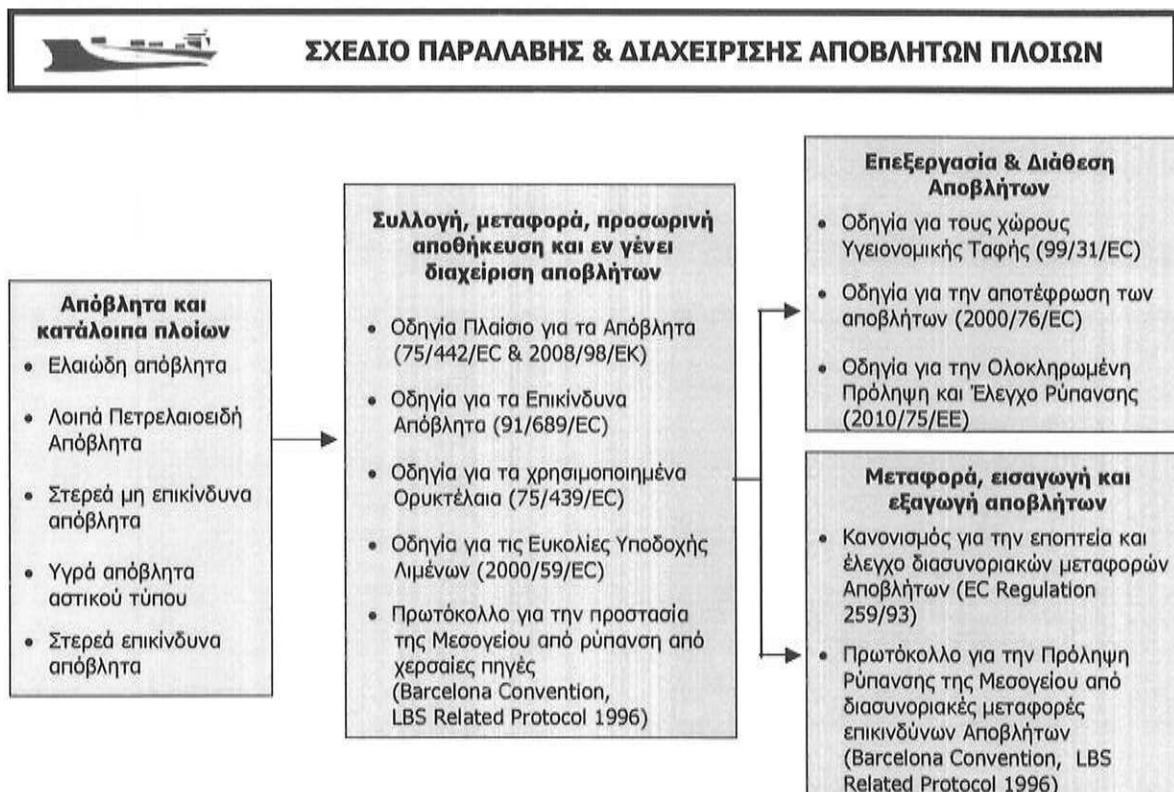 ΣΧΕΔΙΟ ΠΑΡΑΛΑΒΗΣ & ΔΙΑΧΕΙΡΙΣΗΣ ΑΠΟΒΛΗΤΩΝ ΠΛΟΙΩΝ
Απόβλητα και
κατάλοιπα πλοίων
• Ελαιώδη απόβλητα
• Λοιπά Πετρελαιοειδή
Απόβλητα
• Στερεά μη επικίνδυνα
απόβλητα
• Υγρά απόβλητα
αστικού τύπου
• Στερεά επικίνδυνα
απόβλητα
Συλλογή, μεταφορά, προσωρινή
αποθήκευση και εν γένει
διαχείριση αποβλήτων
• Οδηγία Πλαίσιο για τα Απόβλητα
(75/442/EC & 2008/98/ΕΚ)
• Οδηγία για τα Επικίνδυνα
Απόβλητα (91/689/EC)
• Οδηγία για τα χρησιμοποιημένα
Ορυκτέλαια (75/439/EC)
• Οδηγία για τις Ευκολίες Υποδοχής
Λιμένων (2000/59/EC)
• Πρωτόκολλο για την προστασία
της Μεσογείου από ρύπανση από
χερσαίες πηγές
(Barcelona Convention,
LBS Related Protocol 1996)
Επεξεργασία & Διάθεση
Αποβλήτων
• Οδηγία για τους χώρους
Υγειονομικής Ταφής (99/31/EC)
• Οδηγία για την αποτέφρωση των
αποβλήτων (2000/76/EC)
• Οδηγία για την Ολοκληρωμένη
Πρόληψη και Έλεγχο Ρύπανσης
(2010/75/ΕΕ)
Μεταφορά, εισαγωγή και
εξαγωγή αποβλήτων
• Κανονισμός για την εποπτεία και
έλεγχο διασυνοριακών μεταφορών
Αποβλήτων (EC Regulation
259/93)
• Πρωτόκολλο για την Πρόληψη
Ρύπανσης της Μεσογείου από
διασυνοριακές μεταφορές
επικινδύνων Αποβλήτων
(Barcelona Convention, LBS
Related Protocol 1996)